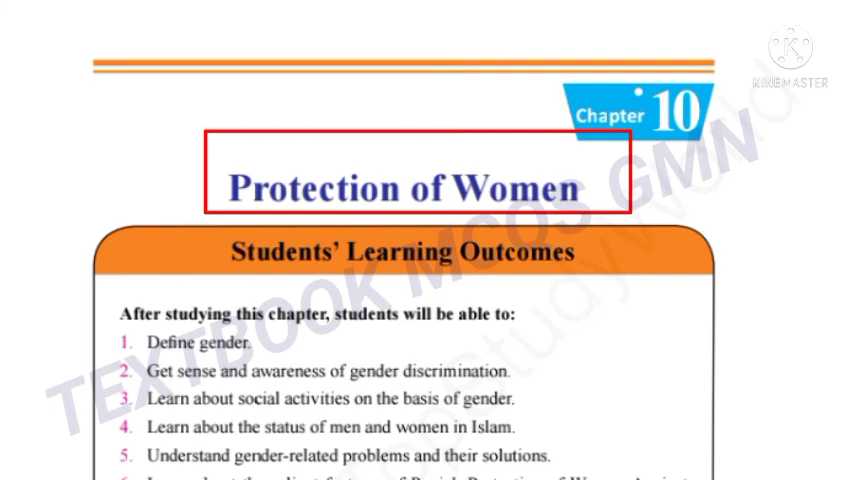 KINEMASTER
Chapter 10
Protection of Women
Students' Learning Outcomes
After studying this chapter, students will be able to:
1. Define gender.
2. Get sense and awareness of gender discrimination.
3. Learn about social activities on the basis of gender.
4. Learn about the status of men and women in Islam.
5. Understand gender-related problems and their solutions.
TEXTBOOK MCQS GMN
TopStudyWorld